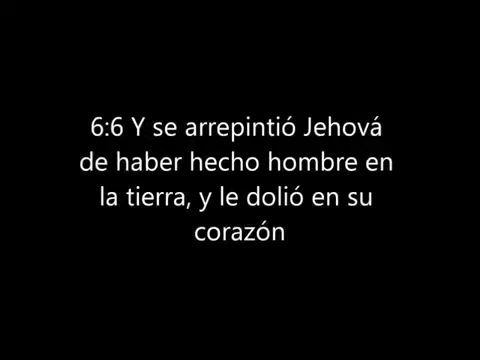 6:6 Y se arrepintió Jehová
de haber hecho hombre en
la tierra, y le dolió en su
corazón